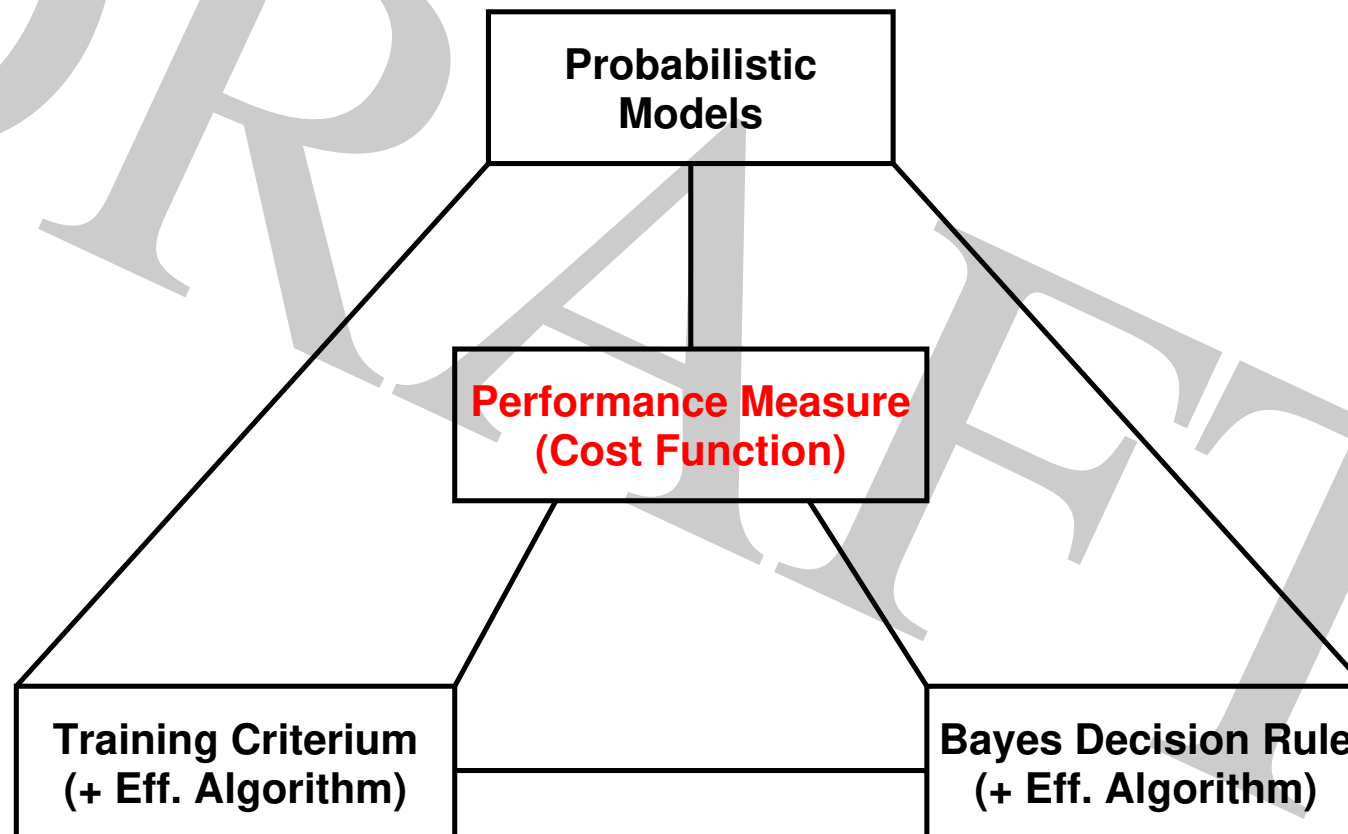 Probabilistic
Models
Performance Measure
(Cost Function)
Training Criterium
(+ Eff. Algorithm)
Bayes Decision Rule
(+ Eff. Algorithm)
DRAFT